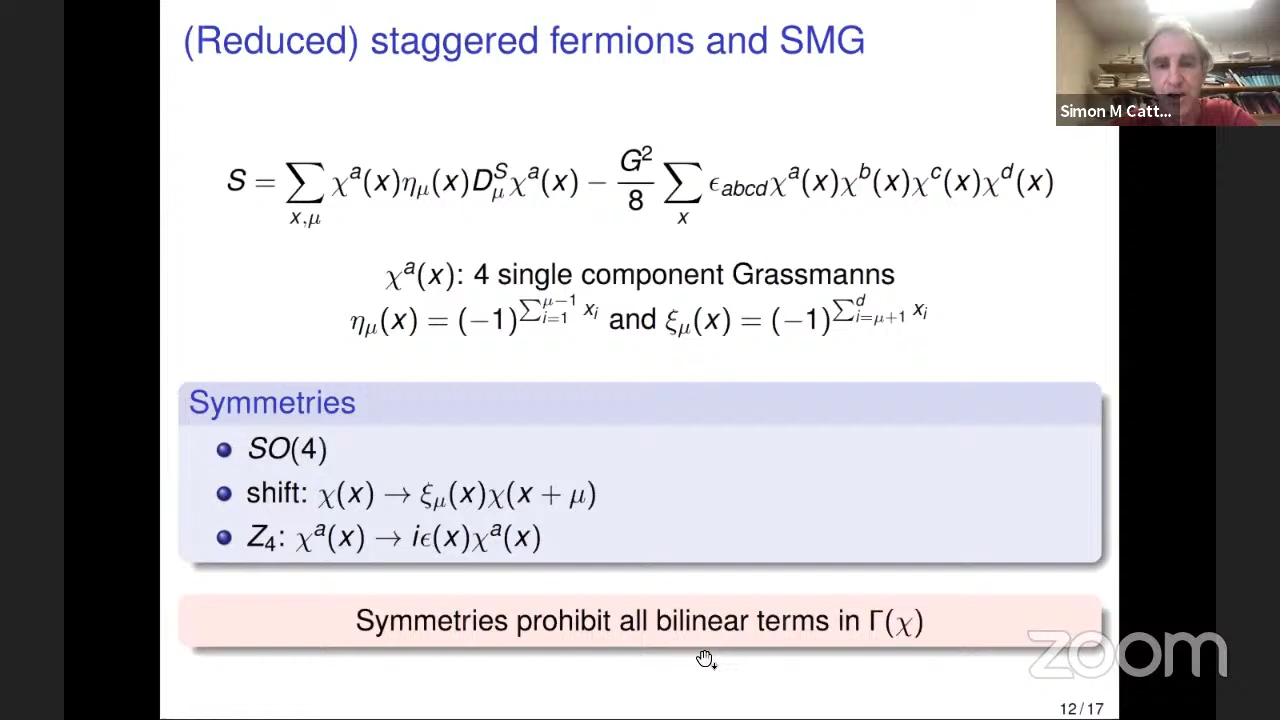 (Reduced) staggered fermions and SMG
Simon M Catt...
S = ∑_{x,μ} χ^a(x)η_μ(x)D^S_μ χ^a(x) − G²/8 ∑_x ϵ_{abcd}χ^a(x)χ^b(x)χ^c(x)χ^d(x)
χ^a(x): 4 single component Grassmanns
η_μ(x) = (−1)^{∑_{i=1}^{μ−1} x_i} and ξ_μ(x) = (−1)^{∑_{i=μ+1}^{d} x_i}
Symmetries
SO(4)
shift: χ(x) → ξ_μ(x)χ(x + μ)
Z₄: χ^a(x) → iϵ(x)χ^a(x)
Symmetries prohibit all bilinear terms in Γ(χ)
zoom
12 / 17